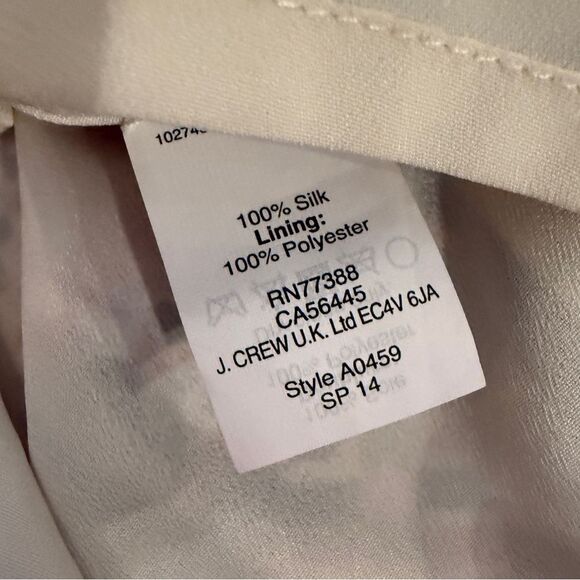 100% Silk
Lining:
100% Polyester
RN77388
CA56445
J. CREW U.K. Ltd EC4V 6JA
Style A0459
SP 14